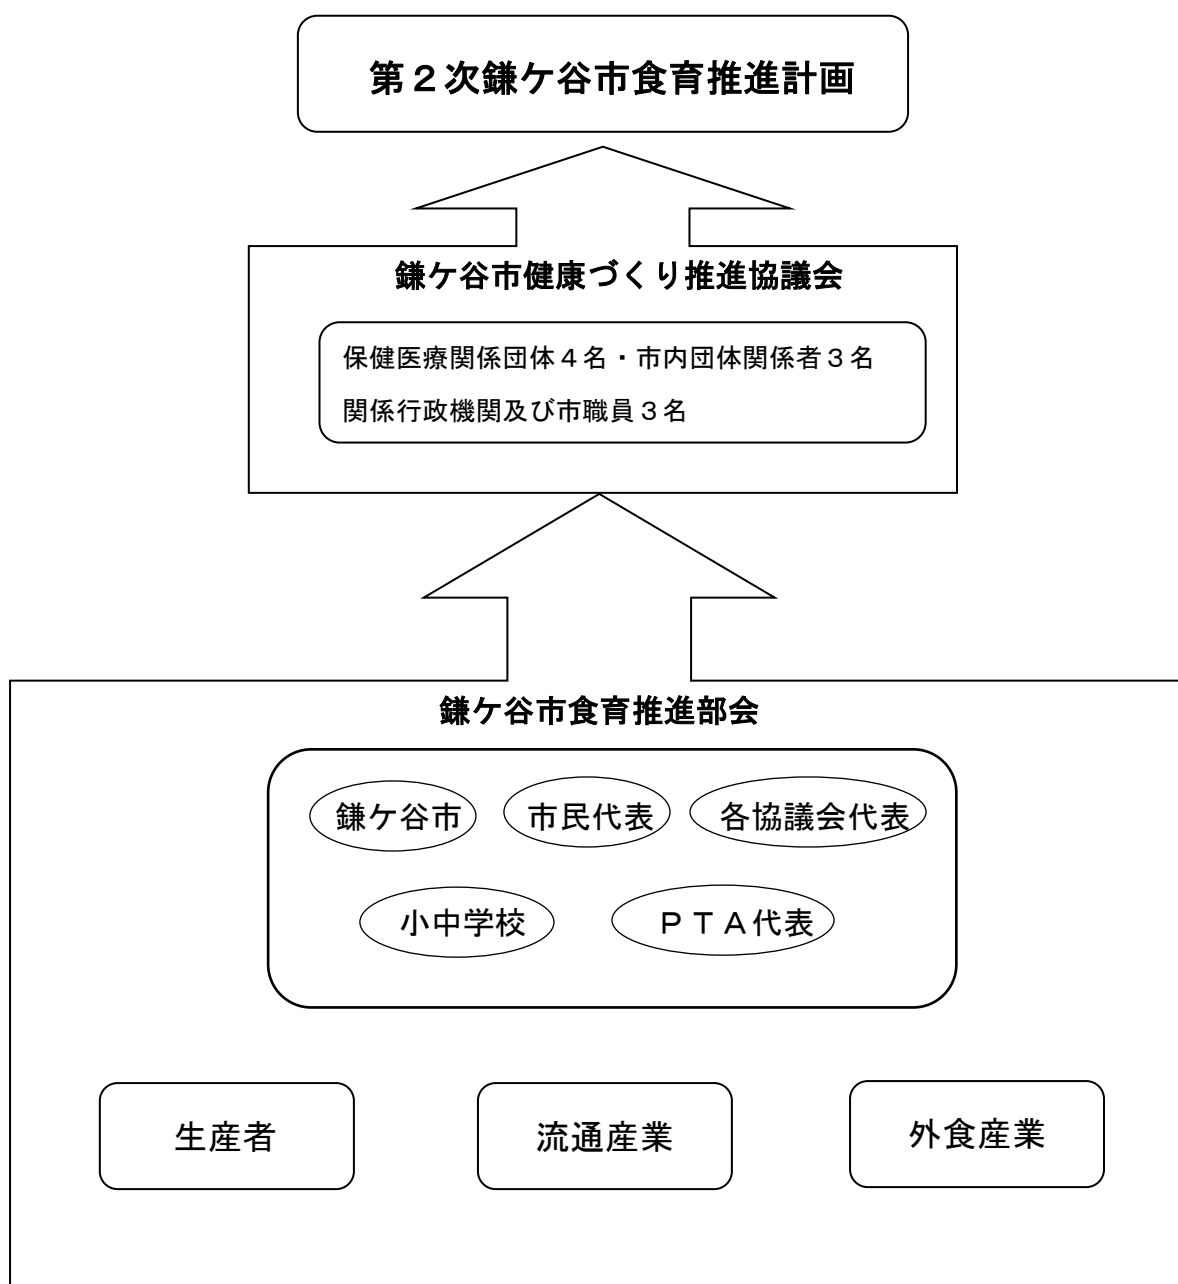 第２次鎌ケ谷市食育推進計画
鎌ケ谷市健康づくり推進協議会
保健医療関係団体４名・市内団体関係者３名
関係行政機関及び市職員３名
鎌ケ谷市食育推進部会
鎌ケ谷市
市民代表
各協議会代表
小中学校
ＰＴＡ代表
生産者
流通産業
外食産業